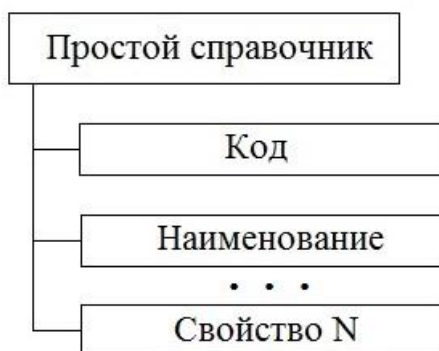 Простой справочник
Код
Наименование
• • •
Свойство N